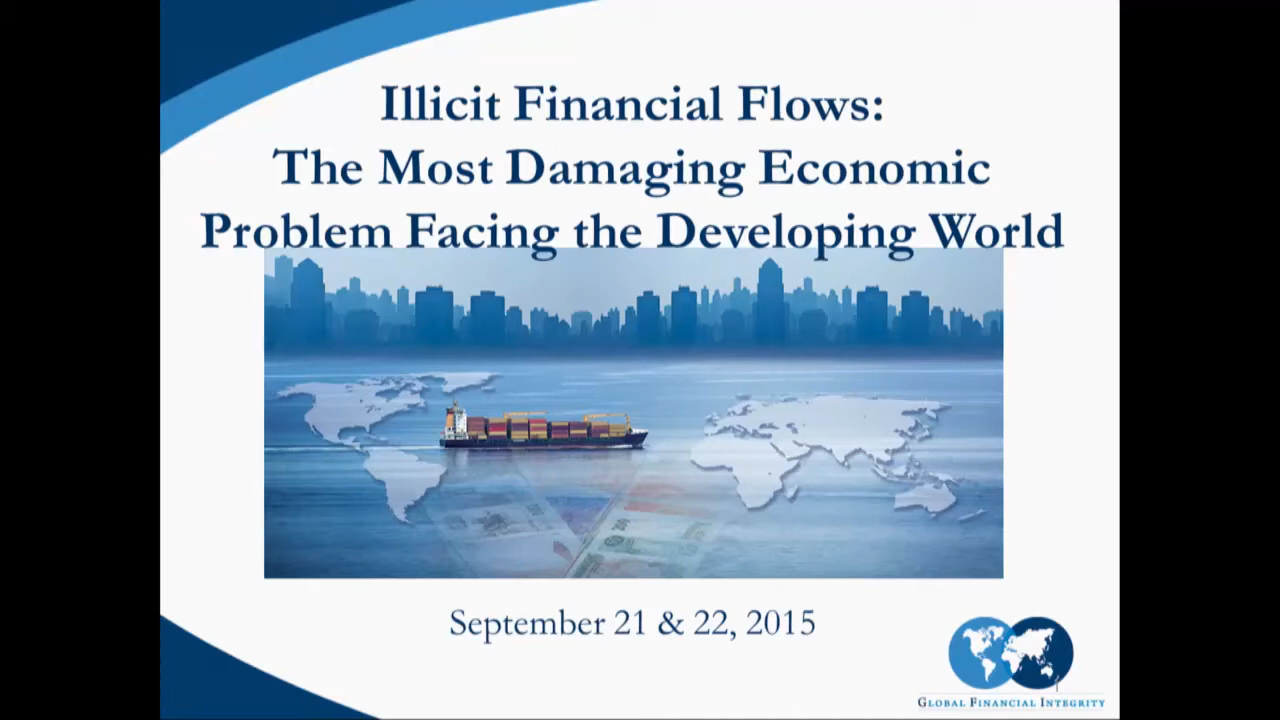 Illicit Financial Flows:
The Most Damaging Economic
Problem Facing the Developing World
September 21 & 22, 2015
GLOBAL FINANCIAL INTEGRITY